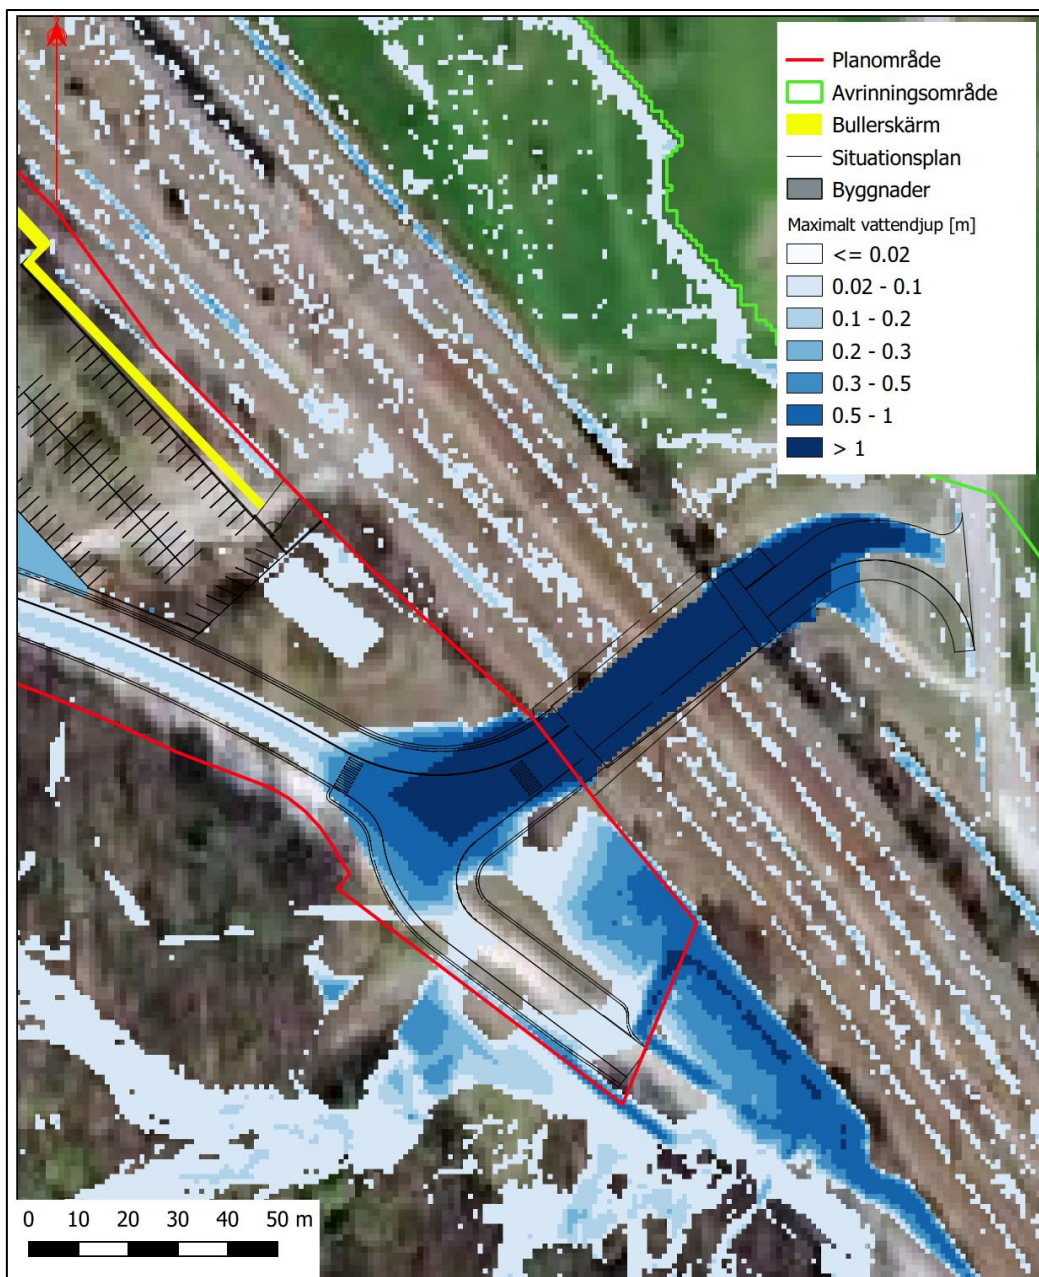 Planområde
Avrinningsområde
Bullerskärm
Situationsplan
Byggnader
Maximalt vattendjup [m]
<= 0.02
0.02 - 0.1
0.1 - 0.2
0.2 - 0.3
0.3 - 0.5
0.5 - 1
> 1
0 10 20 30 40 50 m